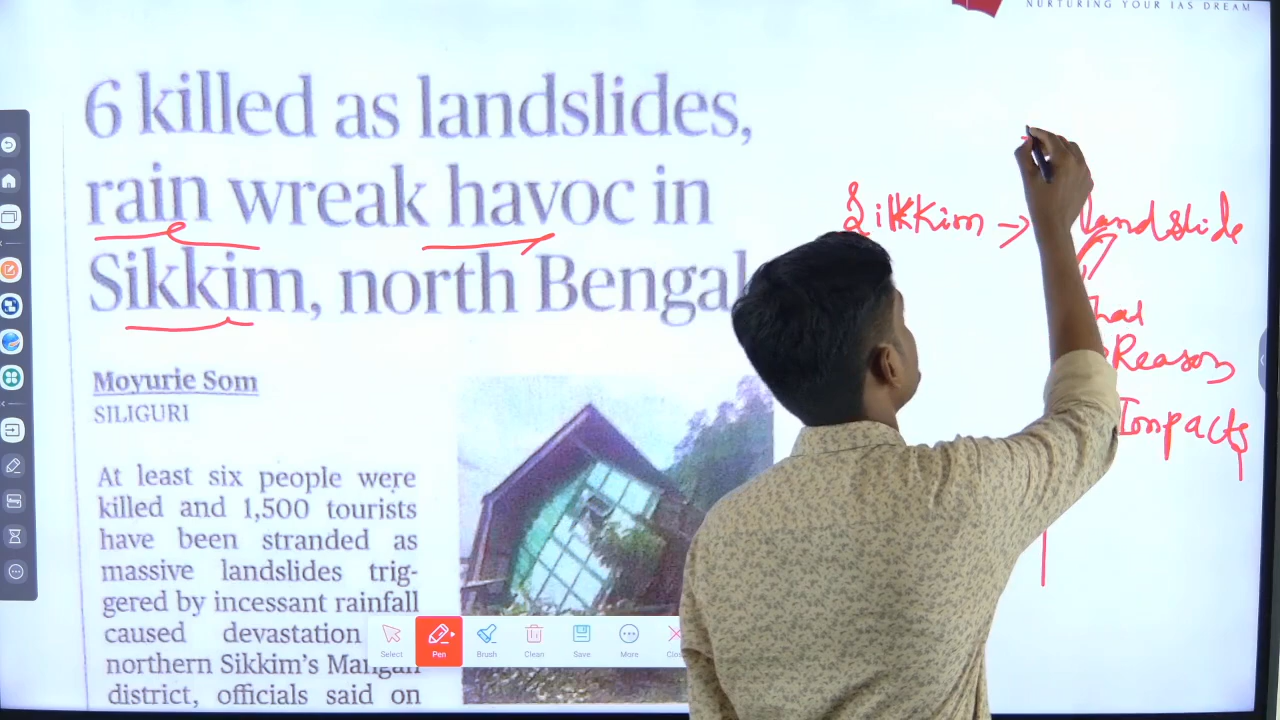 NURTURING YOUR IAS DREAM
6 killed as landslides,
rain wreak havoc in
Sikkim, north Bengal
Moyurie Som
SILIGURI
At least six people were
killed and 1,500 tourists
have been stranded as
massive landslides trig-
gered by incessant rainfall
caused devastation
northern Sikkim's Mangan
district, officials said on
Sikkim → landslide
Reason
Impacts
Select Pen Brush Clean Save More